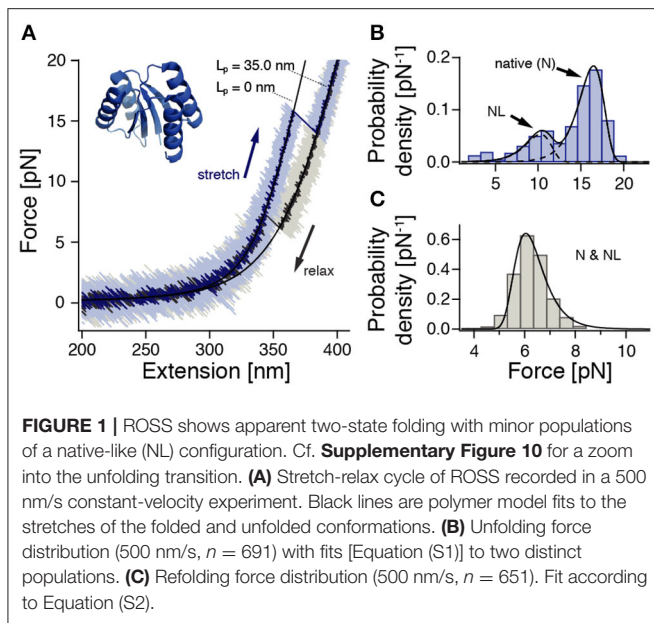 A
20
15
10
5
0
Force [pN]
Lp = 35.0 nm
Lp = 0 nm
stretch
relax
200
250
300
350
400
Extension [nm]
B
Probability
density [pN-1]
0.2
0.1
0.0
native (N)
NL
5
10
15
20
C
Probability
density [pN-1]
0.6
0.4
0.2
0.0
N & NL
4
6
8
10
Force [pN]
FIGURE 1 | ROSS shows apparent two-state folding with minor populations
of a native-like (NL) configuration. Cf. Supplementary Figure 10 for a zoom
into the unfolding transition. (A) Stretch-relax cycle of ROSS recorded in a 500
nm/s constant-velocity experiment. Black lines are polymer model fits to the
stretches of the folded and unfolded conformations. (B) Unfolding force
distribution (500 nm/s, n = 691) with fits [Equation (S1)] to two distinct
populations. (C) Refolding force distribution (500 nm/s, n = 651). Fit according
to Equation (S2).